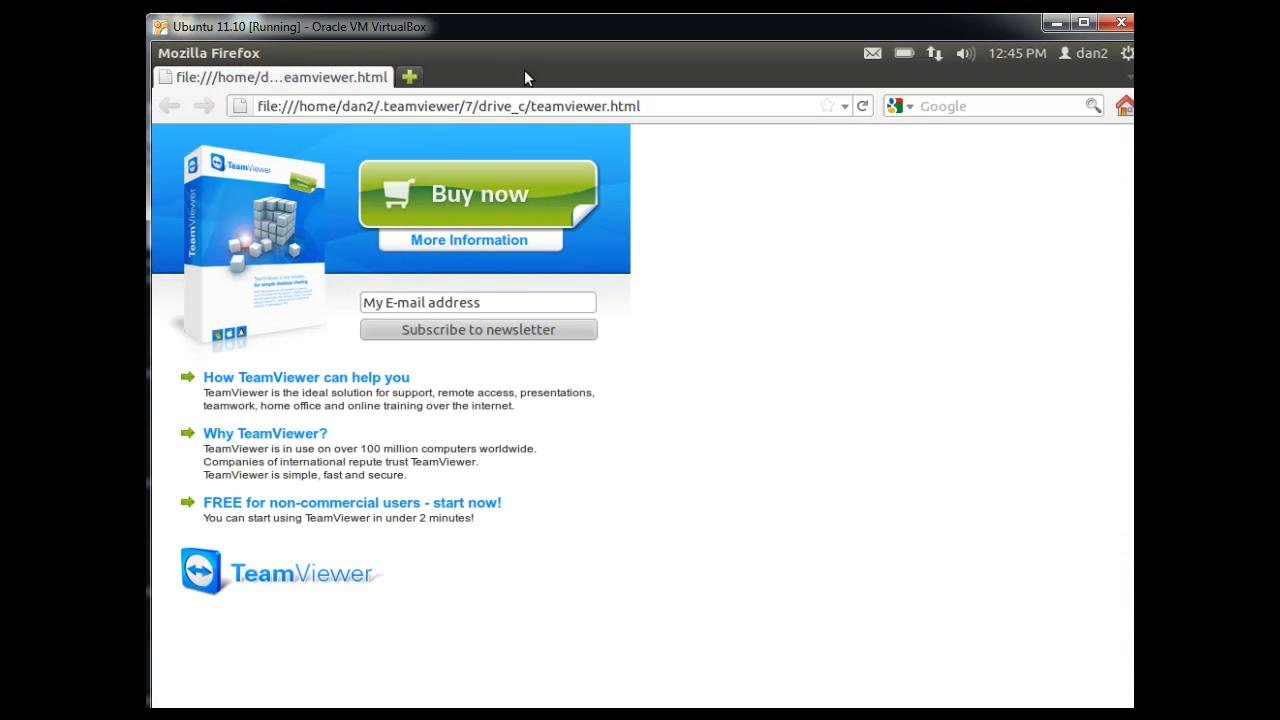 Ubuntu 11.10 [Running] - Oracle VM VirtualBox
Mozilla Firefox
12:45 PM
dan2
file:///home/d...eamviewer.html
file:///home/dan2/.teamviewer/7/drive_c/teamviewer.html
Google
TeamViewer
TeamViewer
Buy now
More Information
for simple desktop sharing
My E-mail address
Subscribe to newsletter
How TeamViewer can help you
TeamViewer is the ideal solution for support, remote access, presentations,
teamwork, home office and online training over the internet.
Why TeamViewer?
TeamViewer is in use on over 100 million computers worldwide.
Companies of international repute trust TeamViewer.
TeamViewer is simple, fast and secure.
FREE for non-commercial users - start now!
You can start using TeamViewer in under 2 minutes!
TeamViewer